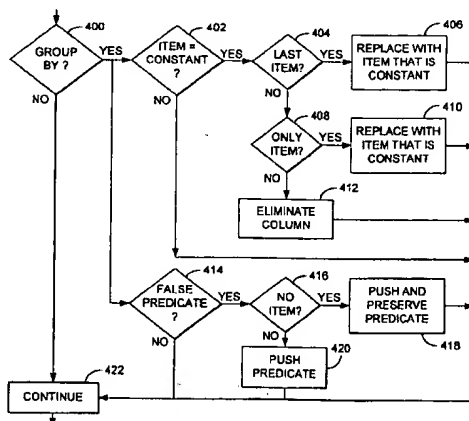 400
GROUP
BY ?
YES
NO
402
ITEM =
CONSTANT
?
YES
NO
404
LAST
ITEM?
YES
NO
406
REPLACE WITH
ITEM THAT IS
CONSTANT
408
ONLY
ITEM?
YES
NO
410
REPLACE WITH
ITEM THAT IS
CONSTANT
412
ELIMINATE
COLUMN
414
FALSE
PREDICATE
?
YES
NO
416
NO
ITEM?
YES
NO
PUSH AND
PRESERVE
PREDICATE
418
420
PUSH
PREDICATE
422
CONTINUE